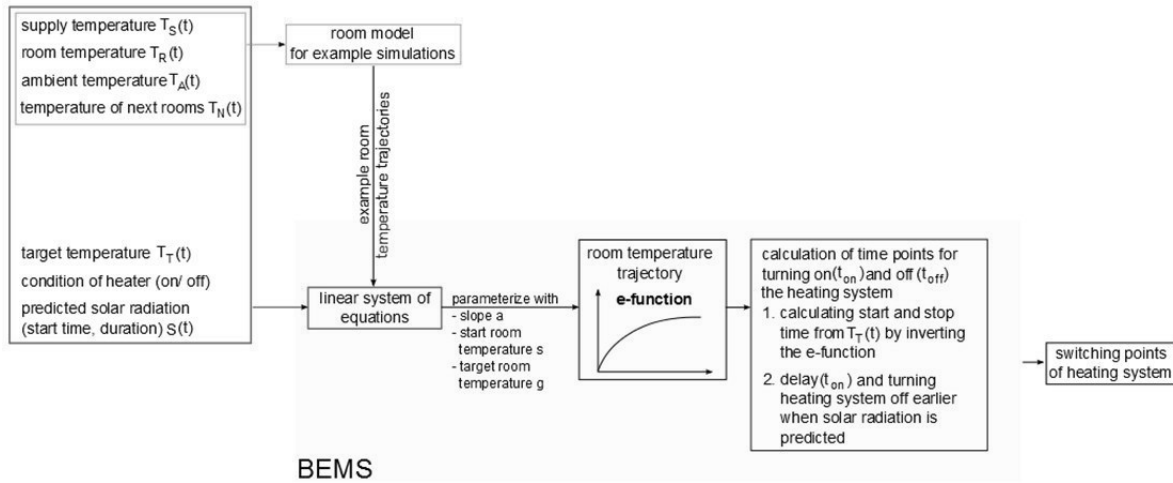 supply temperature T_S(t)
room temperature T_R(t)
ambient temperature T_A(t)
temperature of next rooms T_N(t)
target temperature T_T(t)
condition of heater (on/ off)
predicted solar radiation
(start time, duration) S(t)
room model
for example simulations
example room
temperature trajectories
linear system of
equations
parameterize with
- slope a
- start room
temperature s
- target room
temperature g
room temperature
trajectory
e-function
calculation of time points for
turning on(t_on) and off (t_off)
the heating system
1. calculating start and stop
time from T_T(t) by inverting
the e-function
2. delay(t_on) and turning
heating system off earlier
when solar radiation is
predicted
switching points
of heating system
BEMS